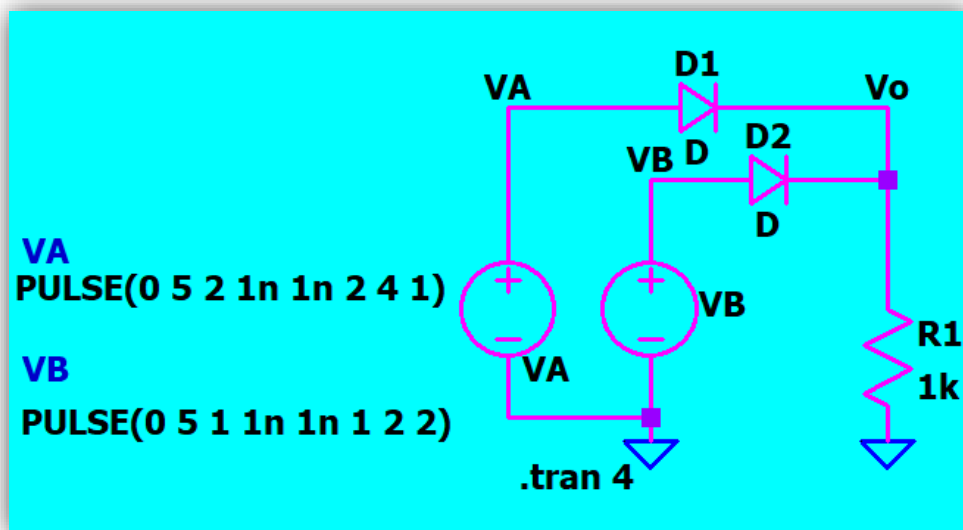 D1
VA
Vo
D2
VB
D
D
VA
PULSE(0 5 2 1n 1n 2 4 1)
VB
R1
VB
VA
1k
PULSE(0 5 1 1n 1n 1 2 2)
.tran 4